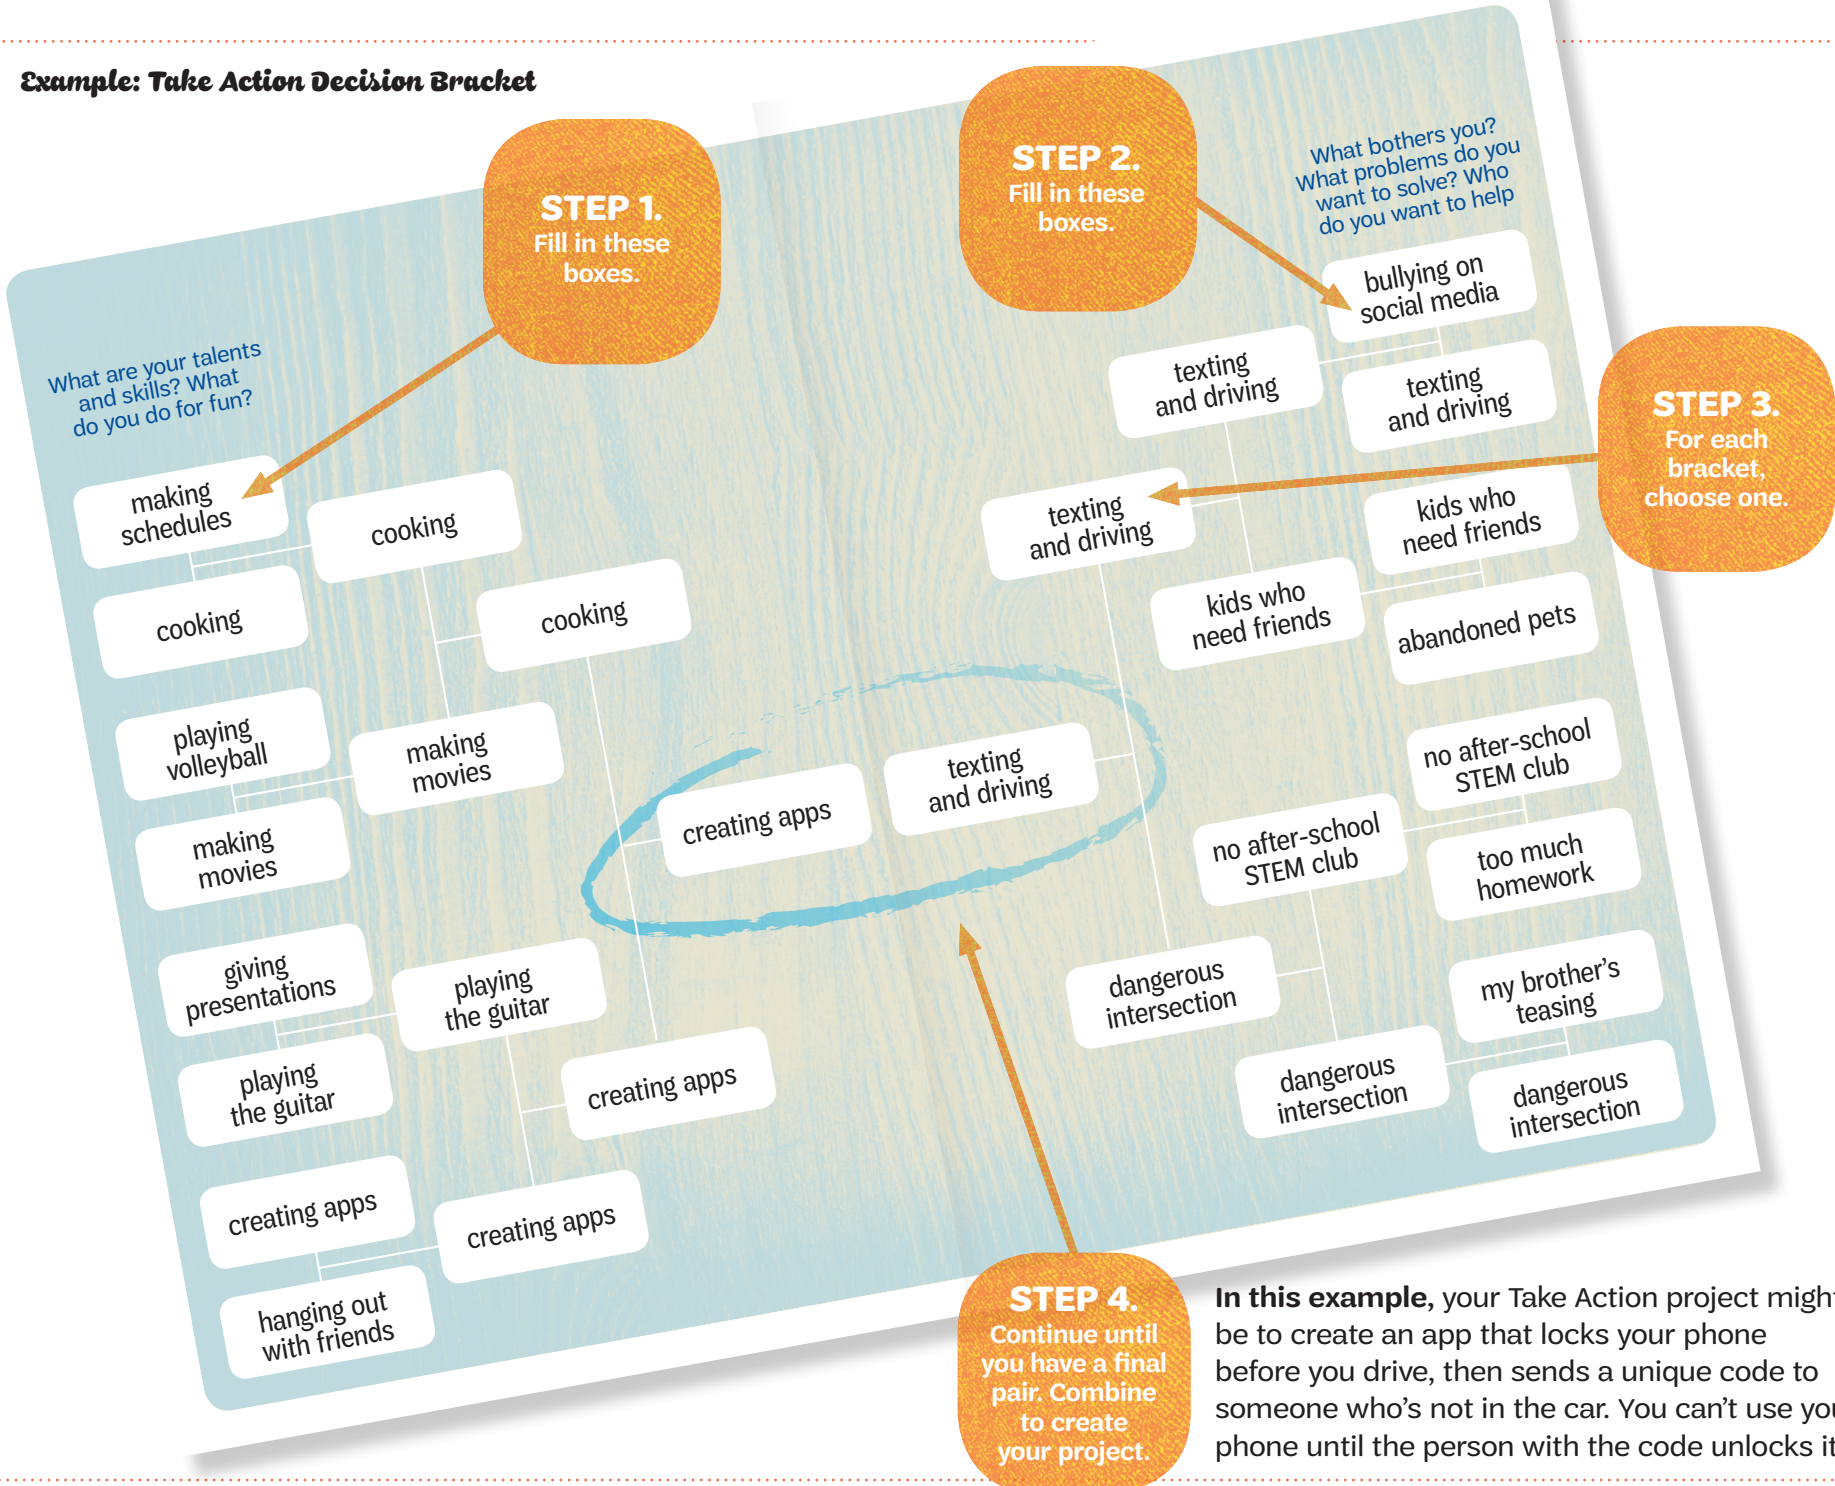 Example: Take Action Decision Bracket
STEP 1.
Fill in these
boxes.
STEP 2.
Fill in these
boxes.
What are your talents
and skills? What
do you do for fun?
making
schedules
cooking
cooking
cooking
playing
volleyball
making
movies
making
movies
giving
presentations
playing
the guitar
playing
the guitar
creating apps
creating apps
creating apps
hanging out
with friends
creating apps
texting
and driving
What bothers you?
What problems do you
want to solve? Who
do you want to help
bullying on
social media
texting
and driving
texting
and driving
STEP 3.
For each
bracket,
choose one.
texting
and driving
kids who
need friends
kids who
need friends
abandoned pets
no after-school
STEM club
no after-school
STEM club
too much
homework
dangerous
intersection
my brother's
teasing
dangerous
intersection
dangerous
intersection
STEP 4.
Continue until
you have a final
pair. Combine
to create
your project.
In this example, your Take Action project might
be to create an app that locks your phone
before you drive, then sends a unique code to
someone who's not in the car. You can't use you
phone until the person with the code unlocks it